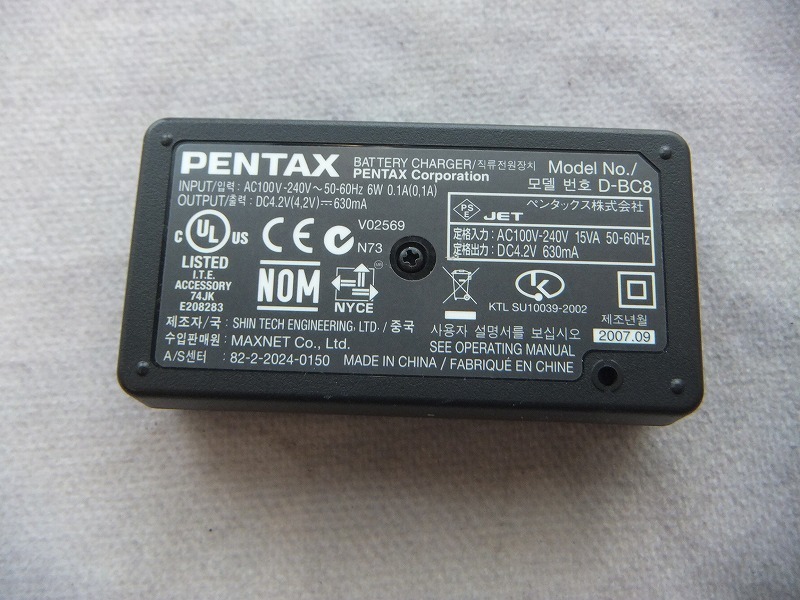 PENTAX BATTERY CHARGER/직류전원장치 Model No./
PENTAX Corporation 모델 번호 D-BC8
INPUT/입력: AC100V-240V～50-60Hz 6W 0.1A(0,1A)
OUTPUT/출력: DC4.2V(4,2V)⎓630mA
PS
E JET ペンタックス株式会社
定格入力: AC100V-240V 15VA 50-60Hz
定格出力: DC4.2V 630mA
c UL US
LISTED
I.T.E.
ACCESSORY
74JK
E208283
CE
V02569
N73
NOM
NYCE
KTL SU10039-2002
제조자/국 : SHIN TECH ENGINEERING, LTD. / 중국
수입판매원 : MAXNET Co., Ltd.
A/S센터 : 82-2-2024-0150
사용자 설명서를 보십시오
SEE OPERATING MANUAL
MADE IN CHINA / FABRIQUÉ EN CHINE
제조년월
2007.09